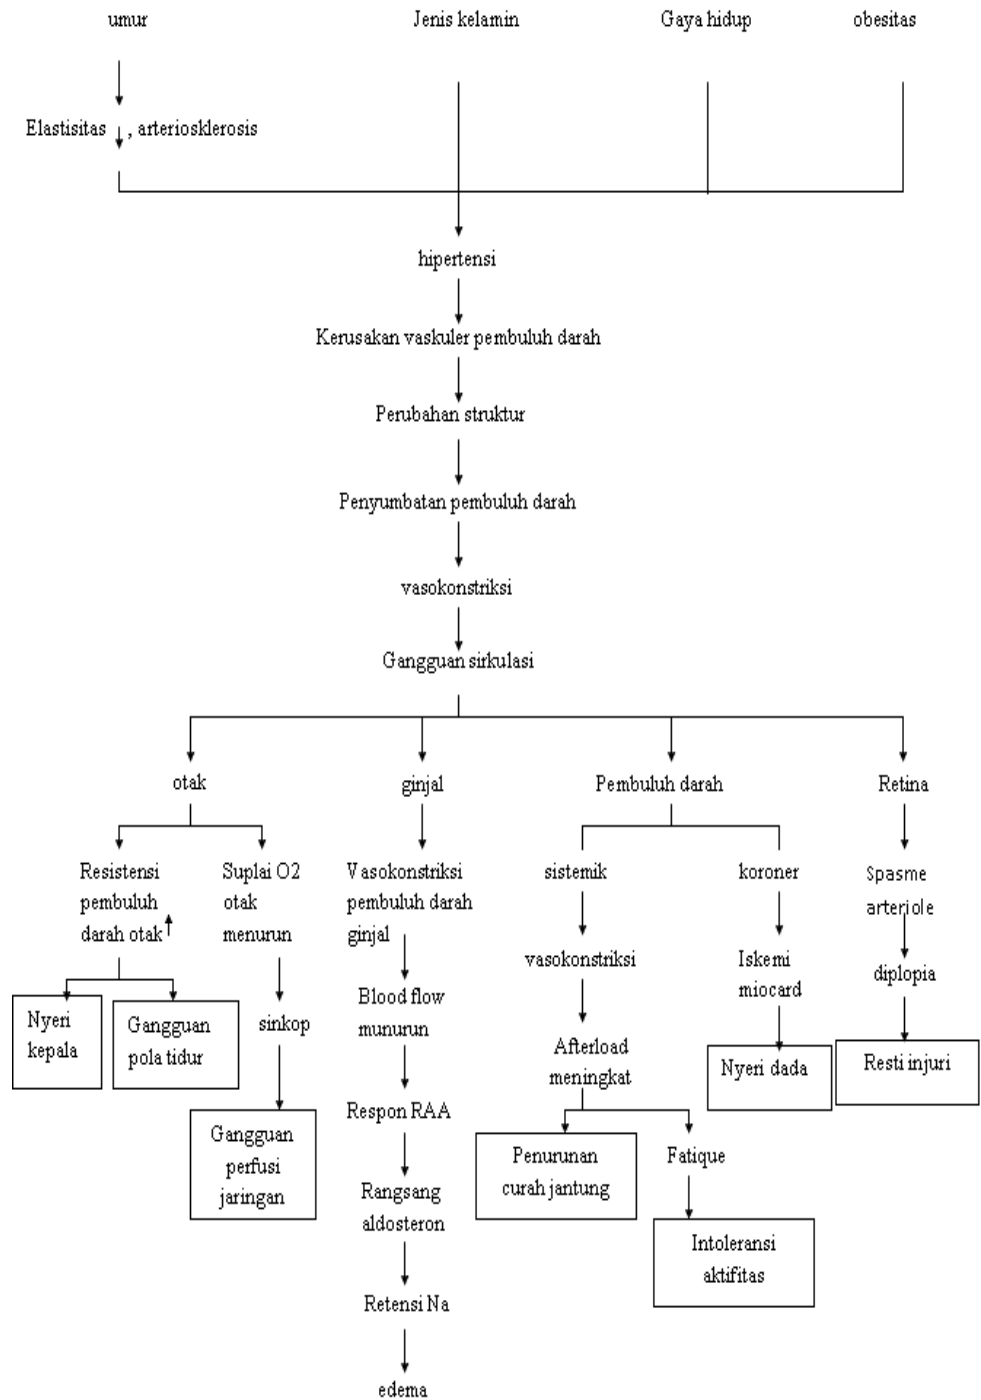 umur
Jenis kelamin
Gaya hidup
obesitas
Elastisitas ↓ , arteriosklerosis
hipertensi
Kerusakan vaskuler pembuluh darah
Perubahan struktur
Penyumbatan pembuluh darah
vasokonstriksi
Gangguan sirkulasi
otak
ginjal
Pembuluh darah
Retina
Resistensi
pembuluh
darah otak ↑
Suplai O2
otak
menurun
Vasokonstriksi
pembuluh darah
ginjal
sistemik
koroner
Spasme
arteriole
vasokonstriksi
Iskemi
miocard
diplopia
Nyeri
kepala
Gangguan
pola tidur
sinkop
Blood flow
munurun
Afterload
meningkat
Nyeri dada
Resti injuri
Gangguan
perfusi
jaringan
Respon RAA
Penurunan
curah jantung
Fatique
Rangsang
aldosteron
Intoleransi
aktifitas
Retensi Na
edema